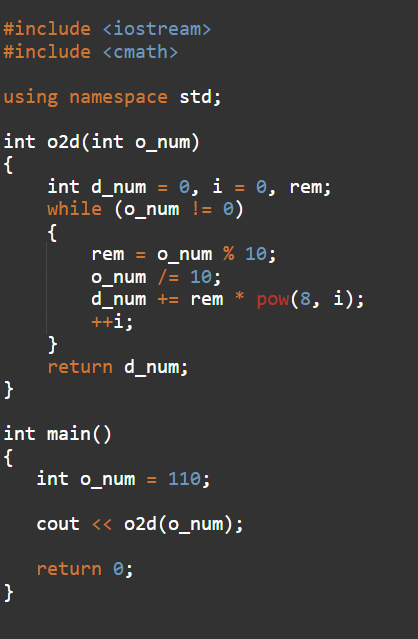 #include <iostream>
#include <cmath>
using namespace std;
int o2d(int o_num)
{
int d_num = 0, i = 0, rem;
while (o_num != 0)
{
rem = o_num % 10;
o_num /= 10;
d_num += rem * pow(8, i);
++i;
}
return d_num;
}
int main()
{
int o_num = 110;
cout << o2d(o_num);
return 0;
}